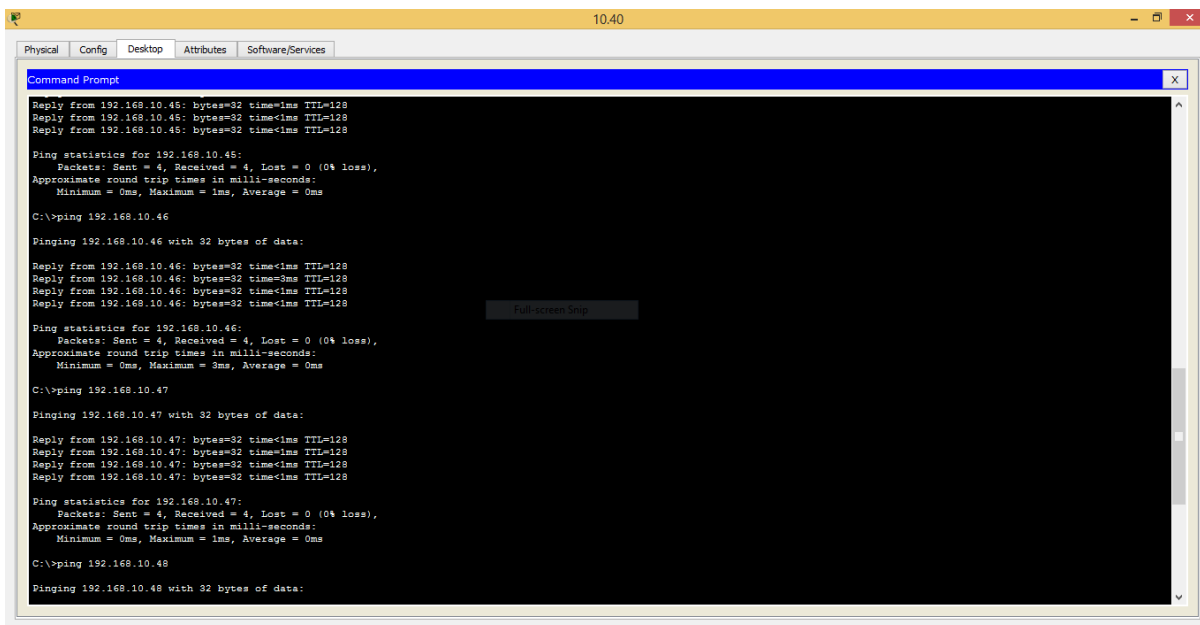 10.40
Physical Config Desktop Attributes Software/Services
Command Prompt
X
Reply from 192.168.10.45: bytes=32 time=1ms TTL=128
Reply from 192.168.10.45: bytes=32 time<1ms TTL=128
Reply from 192.168.10.45: bytes=32 time<1ms TTL=128
Ping statistics for 192.168.10.45:
Packets: Sent = 4, Received = 4, Lost = 0 (0% loss),
Approximate round trip times in milli-seconds:
Minimum = 0ms, Maximum = 1ms, Average = 0ms
C:\>ping 192.168.10.46
Pinging 192.168.10.46 with 32 bytes of data:
Reply from 192.168.10.46: bytes=32 time<1ms TTL=128
Reply from 192.168.10.46: bytes=32 time=3ms TTL=128
Reply from 192.168.10.46: bytes=32 time<1ms TTL=128
Reply from 192.168.10.46: bytes=32 time<1ms TTL=128
Full-screen Snip
Ping statistics for 192.168.10.46:
Packets: Sent = 4, Received = 4, Lost = 0 (0% loss),
Approximate round trip times in milli-seconds:
Minimum = 0ms, Maximum = 3ms, Average = 0ms
C:\>ping 192.168.10.47
Pinging 192.168.10.47 with 32 bytes of data:
Reply from 192.168.10.47: bytes=32 time<1ms TTL=128
Reply from 192.168.10.47: bytes=32 time=1ms TTL=128
Reply from 192.168.10.47: bytes=32 time<1ms TTL=128
Reply from 192.168.10.47: bytes=32 time<1ms TTL=128
Ping statistics for 192.168.10.47:
Packets: Sent = 4, Received = 4, Lost = 0 (0% loss),
Approximate round trip times in milli-seconds:
Minimum = 0ms, Maximum = 1ms, Average = 0ms
C:\>ping 192.168.10.48
Pinging 192.168.10.48 with 32 bytes of data: